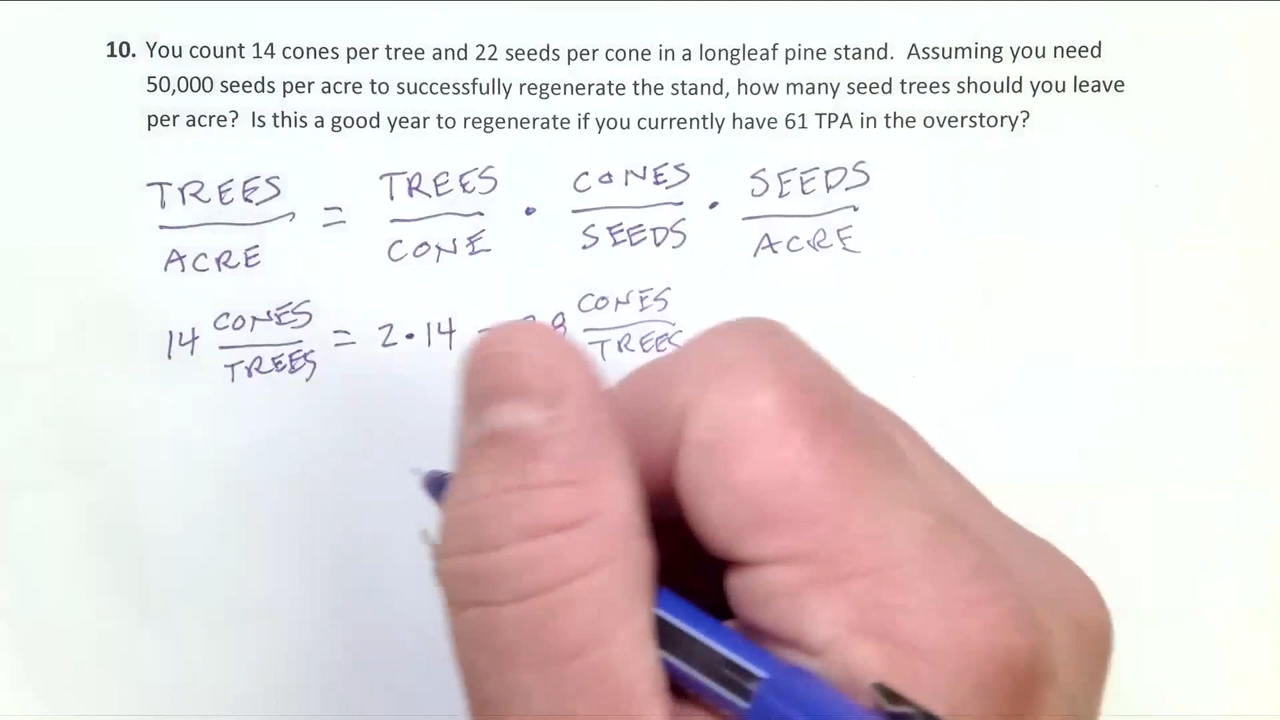 10. You count 14 cones per tree and 22 seeds per cone in a longleaf pine stand. Assuming you need
50,000 seeds per acre to successfully regenerate the stand, how many seed trees should you leave
per acre? Is this a good year to regenerate if you currently have 61 TPA in the overstory?
TREES TREES CONES SEEDS
= · ·
ACRE CONE SEEDS ACRE
14 CONES = 2·14 = 8 CONES
TREES TREES